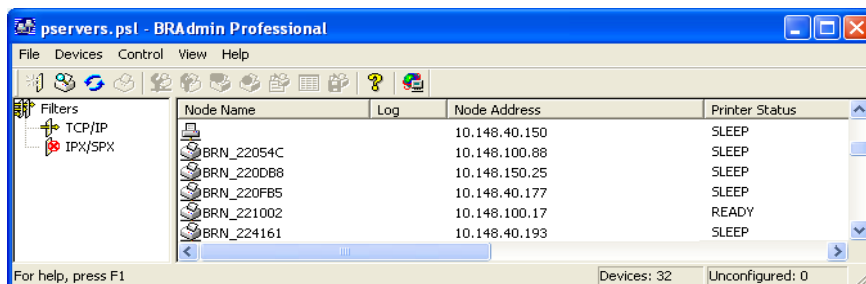 pservers.psl - BRAdmin Professional
File Devices Control View Help
Filters
TCP/IP
IPX/SPX
Node Name Log Node Address Printer Status
10.148.40.150 SLEEP
BRN_22054C 10.148.100.88 SLEEP
BRN_220DB8 10.148.150.25 SLEEP
BRN_220FB5 10.148.40.177 SLEEP
BRN_221002 10.148.100.17 READY
BRN_224161 10.148.40.193 SLEEP
For help, press F1 Devices: 32 Unconfigured: 0